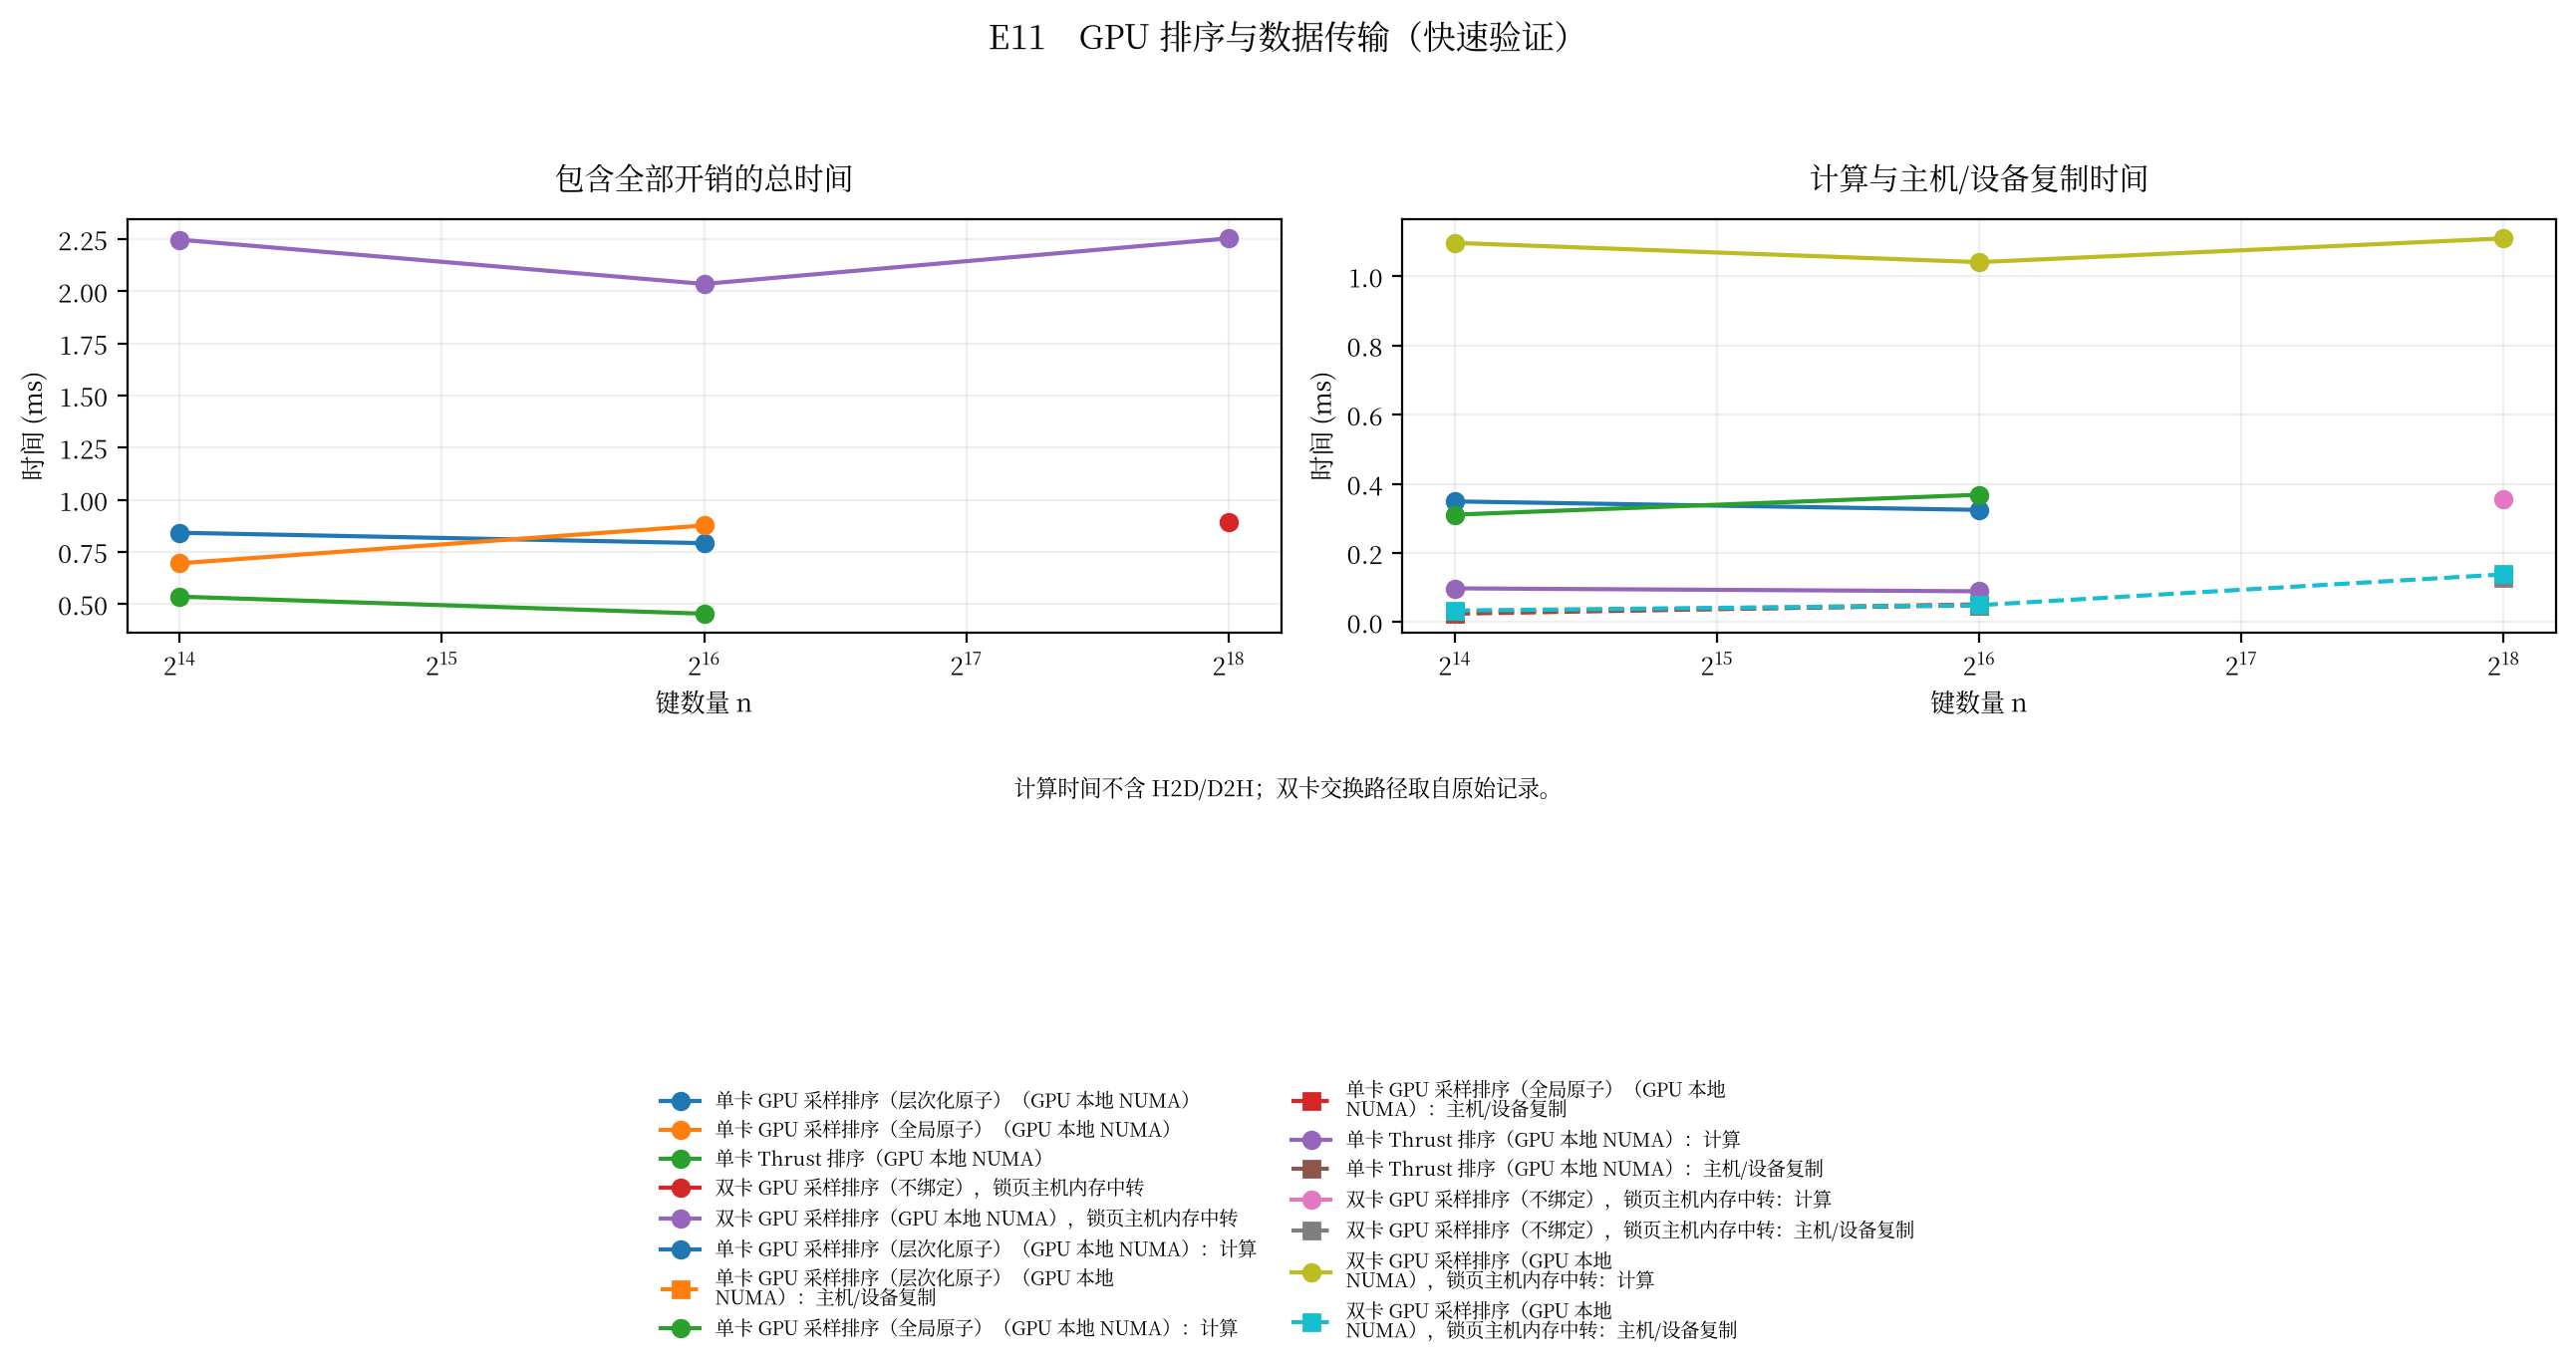 E11　GPU 排序与数据传输（快速验证）
包含全部开销的总时间
时间 (ms)
2.25
2.00
1.75
1.50
1.25
1.00
0.75
0.50
2^14
2^15
2^16
2^17
2^18
键数量 n
计算与主机/设备复制时间
时间 (ms)
1.0
0.8
0.6
0.4
0.2
0.0
2^14
2^15
2^16
2^17
2^18
键数量 n
计算时间不含 H2D/D2H；双卡交换路径取自原始记录。
单卡 GPU 采样排序（层次化原子）（GPU 本地 NUMA）
单卡 GPU 采样排序（全局原子）（GPU 本地 NUMA）
单卡 Thrust 排序（GPU 本地 NUMA）
双卡 GPU 采样排序（不绑定），锁页主机内存中转
双卡 GPU 采样排序（GPU 本地 NUMA），锁页主机内存中转
单卡 GPU 采样排序（层次化原子）（GPU 本地 NUMA）：计算
单卡 GPU 采样排序（层次化原子）（GPU 本地
NUMA）：主机/设备复制
单卡 GPU 采样排序（全局原子）（GPU 本地 NUMA）：计算
单卡 GPU 采样排序（全局原子）（GPU 本地
NUMA）：主机/设备复制
单卡 Thrust 排序（GPU 本地 NUMA）：计算
单卡 Thrust 排序（GPU 本地 NUMA）：主机/设备复制
双卡 GPU 采样排序（不绑定），锁页主机内存中转：计算
双卡 GPU 采样排序（不绑定），锁页主机内存中转：主机/设备复制
双卡 GPU 采样排序（GPU 本地
NUMA），锁页主机内存中转：计算
双卡 GPU 采样排序（GPU 本地
NUMA），锁页主机内存中转：主机/设备复制